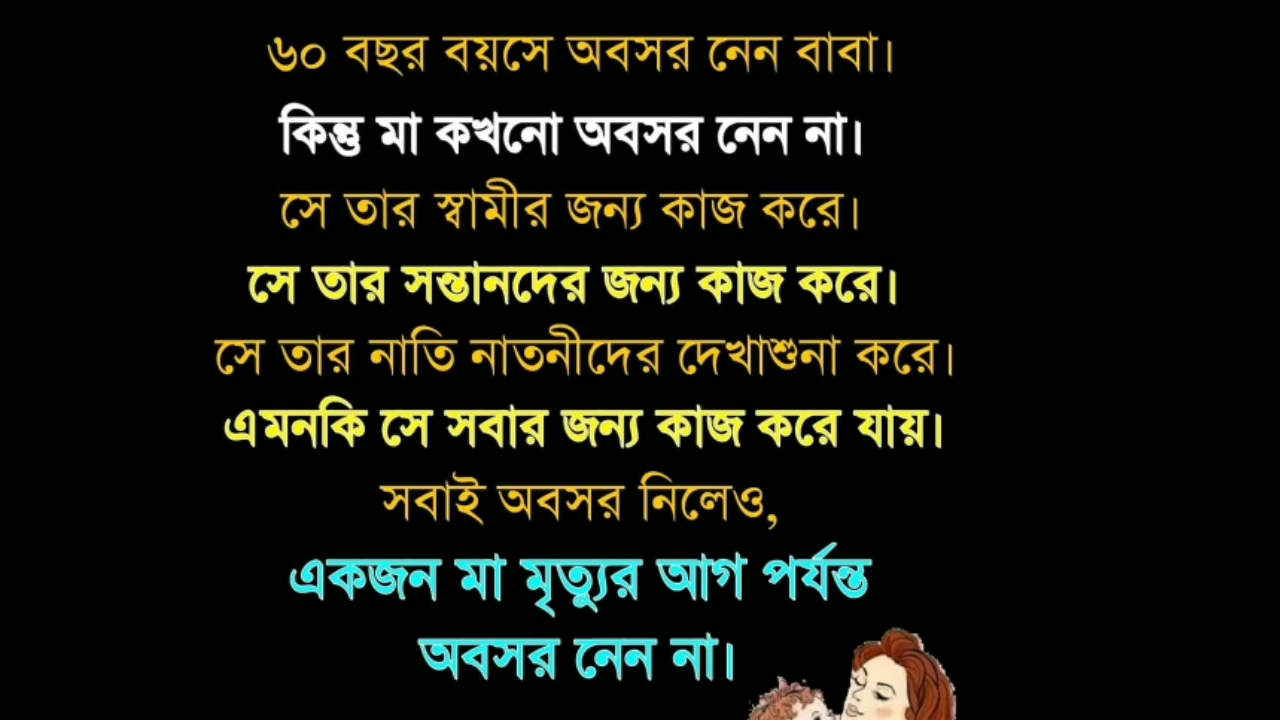 ৬০ বছর বয়সে অবসর নেন বাবা।
কিন্তু মা কখনো অবসর নেন না।
সে তার স্বামীর জন্য কাজ করে।
সে তার সন্তানদের জন্য কাজ করে।
সে তার নাতি নাতনীদের দেখাশুনা করে।
এমনকি সে সবার জন্য কাজ করে যায়।
সবাই অবসর নিলেও,
একজন মা মৃত্যুর আগ পর্যন্ত
অবসর নেন না।